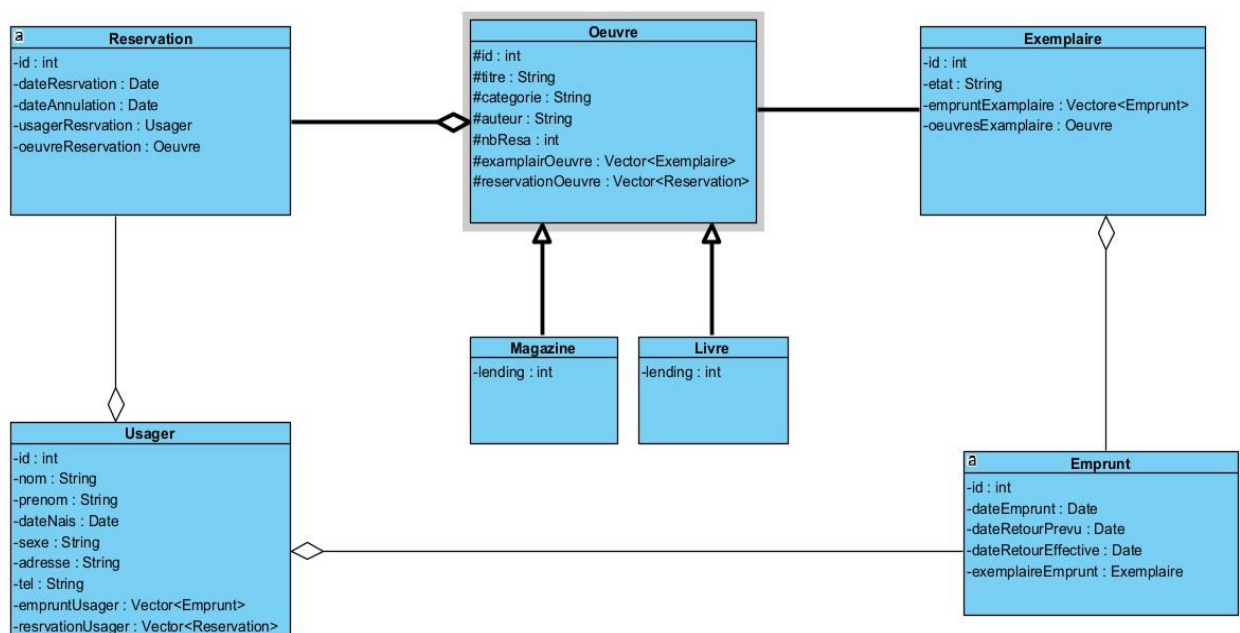 a
Reservation
-id : int
-dateResrvation : Date
-dateAnnulation : Date
-usagerResrvation : Usager
-oeuvreReservation : Oeuvre
Oeuvre
#id : int
#titre : String
#categorie : String
#auteur : String
#nbResa : int
#examplairOeuvre : Vector<Exemplaire>
#reservationOeuvre : Vector<Reservation>
Exemplaire
-id : int
-etat : String
-empruntExamplaire : Vectore<Emprunt>
-oeuvresExamplaire : Oeuvre
Magazine
-lending : int
Livre
-lending : int
Usager
-id : int
-nom : String
-prenom : String
-dateNais : Date
-sexe : String
-adresse : String
-tel : String
-empruntUsager : Vector<Emprunt>
-resrvationUsager : Vector<Reservation>
a
Emprunt
-id : int
-dateEmprunt : Date
-dateRetourPrevu : Date
-dateRetourEffective : Date
-exemplaireEmprunt : Exemplaire